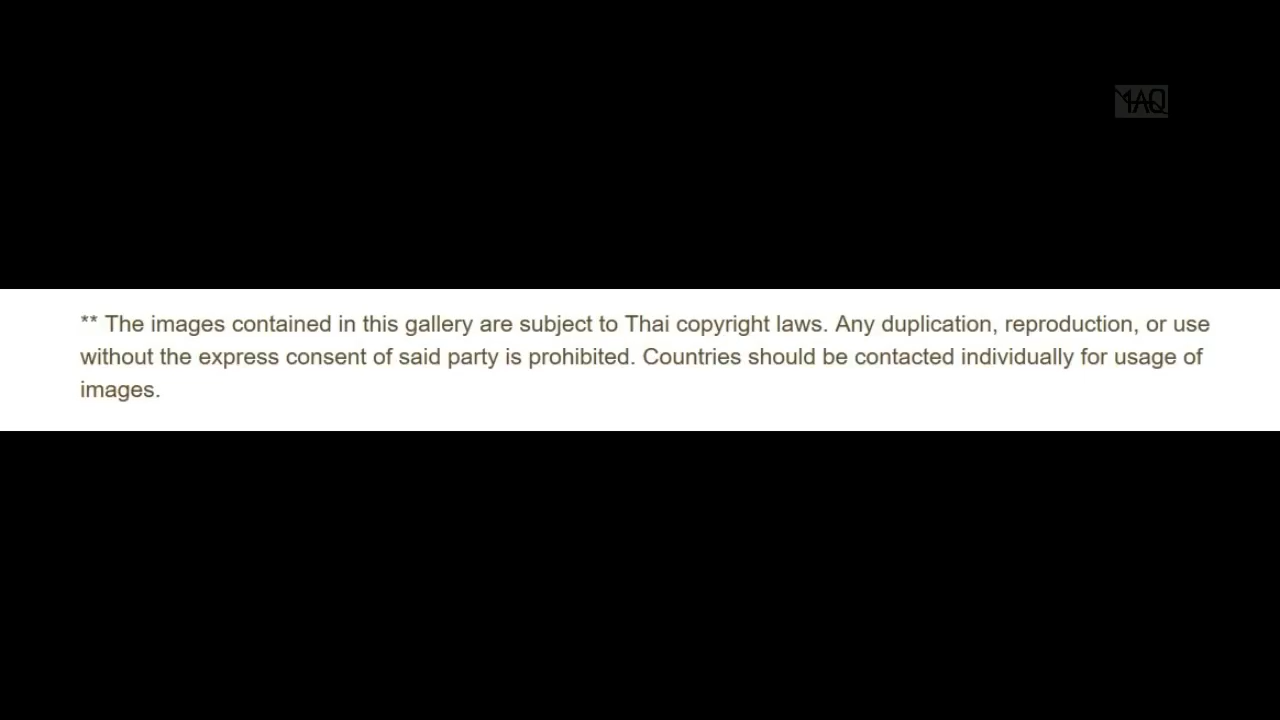 1AQ
** The images contained in this gallery are subject to Thai copyright laws. Any duplication, reproduction, or use
without the express consent of said party is prohibited. Countries should be contacted individually for usage of
images.